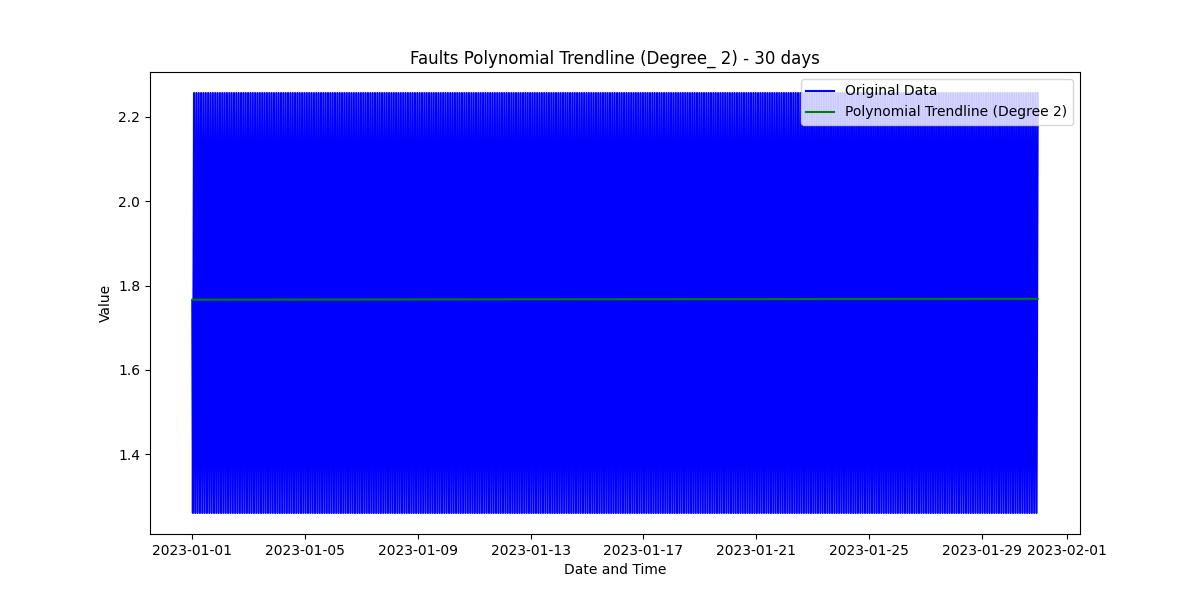 Faults Polynomial Trendline (Degree_ 2) - 30 days
Original Data
Polynomial Trendline (Degree 2)
Value
2.2
2.0
1.8
1.6
1.4
2023-01-01 2023-01-05 2023-01-09 2023-01-13 2023-01-17 2023-01-21 2023-01-25 2023-01-29 2023-02-01
Date and Time